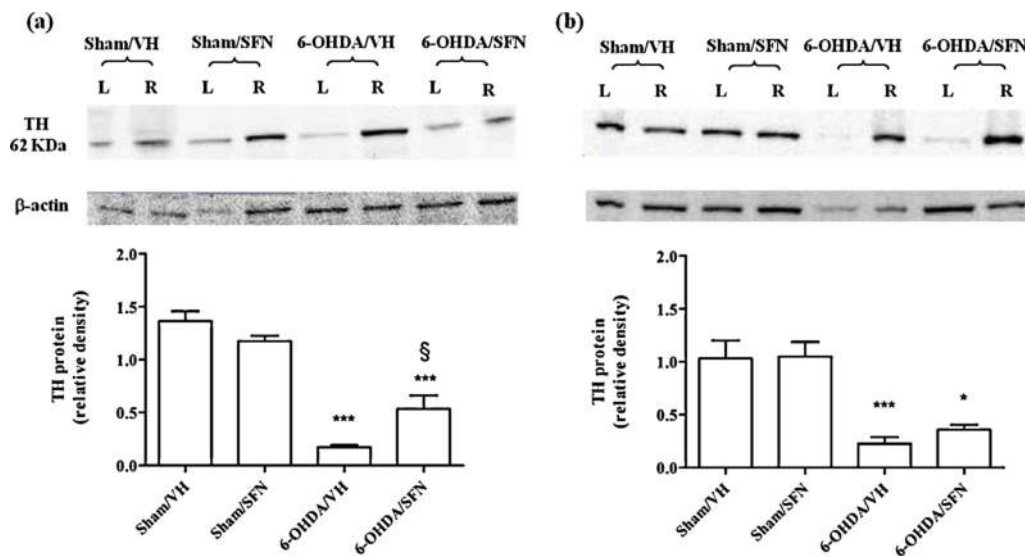 (a)
Sham/VH Sham/SFN 6-OHDA/VH 6-OHDA/SFN
L R L R L R L R
TH
62 KDa
β-actin
2.0
1.5
1.0
0.5
0.0
TH protein
(relative density)
***
§
***
Sham/VH
Sham/SFN
6-OHDA/VH
6-OHDA/SFN
(b)
Sham/VH Sham/SFN 6-OHDA/VH 6-OHDA/SFN
L R L R L R L R
2.0
1.5
1.0
0.5
0.0
TH protein
(relative density)
***
*
Sham/VH
Sham/SFN
6-OHDA/VH
6-OHDA/SFN